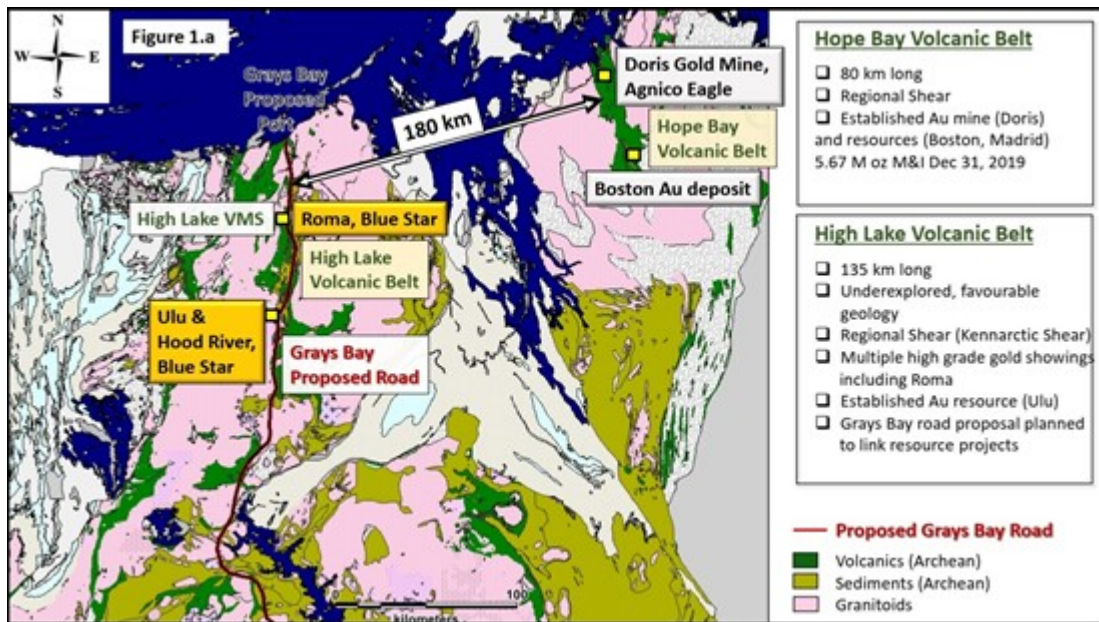 N
W E
S
Figure 1.a
Grays Bay
Proposed
Port
180 km
Doris Gold Mine,
Agnico Eagle
Hope Bay
Volcanic Belt
Boston Au deposit
High Lake VMS
Roma, Blue Star
High Lake
Volcanic Belt
Ulu &
Hood River,
Blue Star
Grays Bay
Proposed Road
0 100
kilometers
Hope Bay Volcanic Belt
❑ 80 km long
❑ Regional Shear
❑ Established Au mine (Doris)
and resources (Boston, Madrid)
5.67 M oz M&I Dec 31, 2019
High Lake Volcanic Belt
❑ 135 km long
❑ Underexplored, favourable
geology
❑ Regional Shear (Kennarctic Shear)
❑ Multiple high grade gold showings
including Roma
❑ Established Au resource (Ulu)
❑ Grays Bay road proposal planned
to link resource projects
Proposed Grays Bay Road
Volcanics (Archean)
Sediments (Archean)
Granitoids